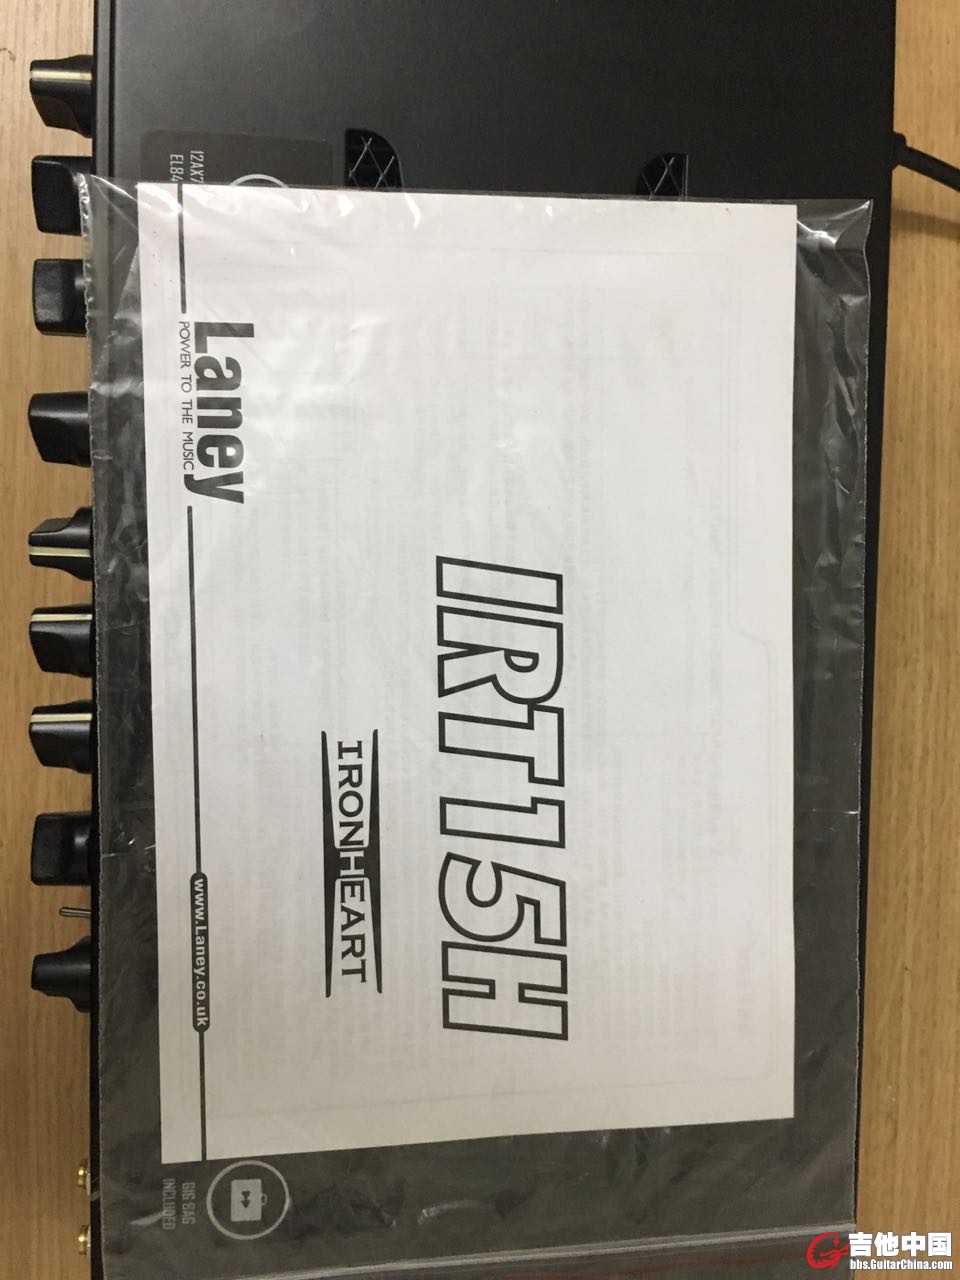 12AX7
EL84
Laney
POWER TO THE MUSIC
IRT15H
IRONHEART
www.Laney.co.uk
GIG BAG
INCLUDED
吉他中国
bbs.GuitarChina.com